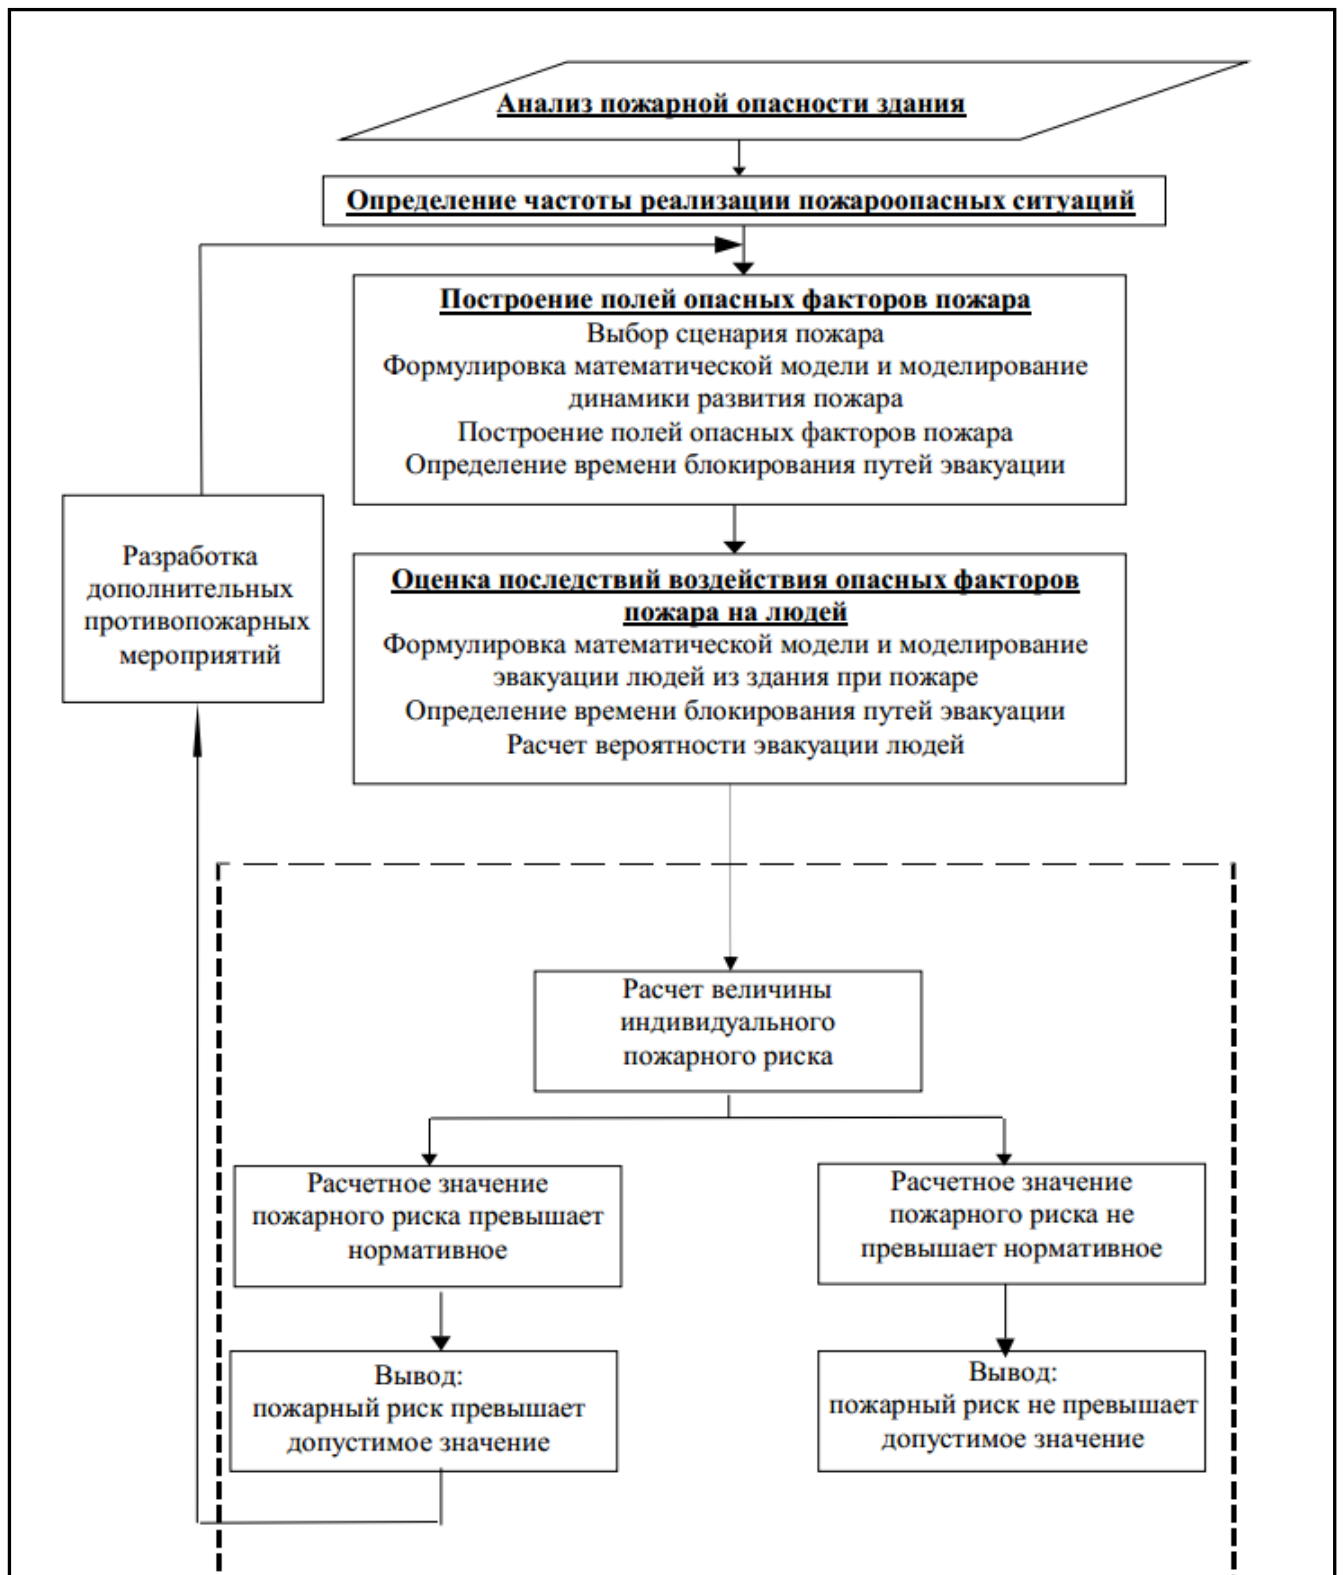 Анализ пожарной опасности здания
Определение частоты реализации пожароопасных ситуаций
Построение полей опасных факторов пожара
Выбор сценария пожара
Формулировка математической модели и моделирование
динамики развития пожара
Построение полей опасных факторов пожара
Определение времени блокирования путей эвакуации
Разработка
дополнительных
противопожарных
мероприятий
Оценка последствий воздействия опасных факторов
пожара на людей
Формулировка математической модели и моделирование
эвакуации людей из здания при пожаре
Определение времени блокирования путей эвакуации
Расчет вероятности эвакуации людей
Расчет величины
индивидуального
пожарного риска
Расчетное значение
пожарного риска превышает
нормативное
Расчетное значение
пожарного риска не
превышает нормативное
Вывод:
пожарный риск превышает
допустимое значение
Вывод:
пожарный риск не превышает
допустимое значение